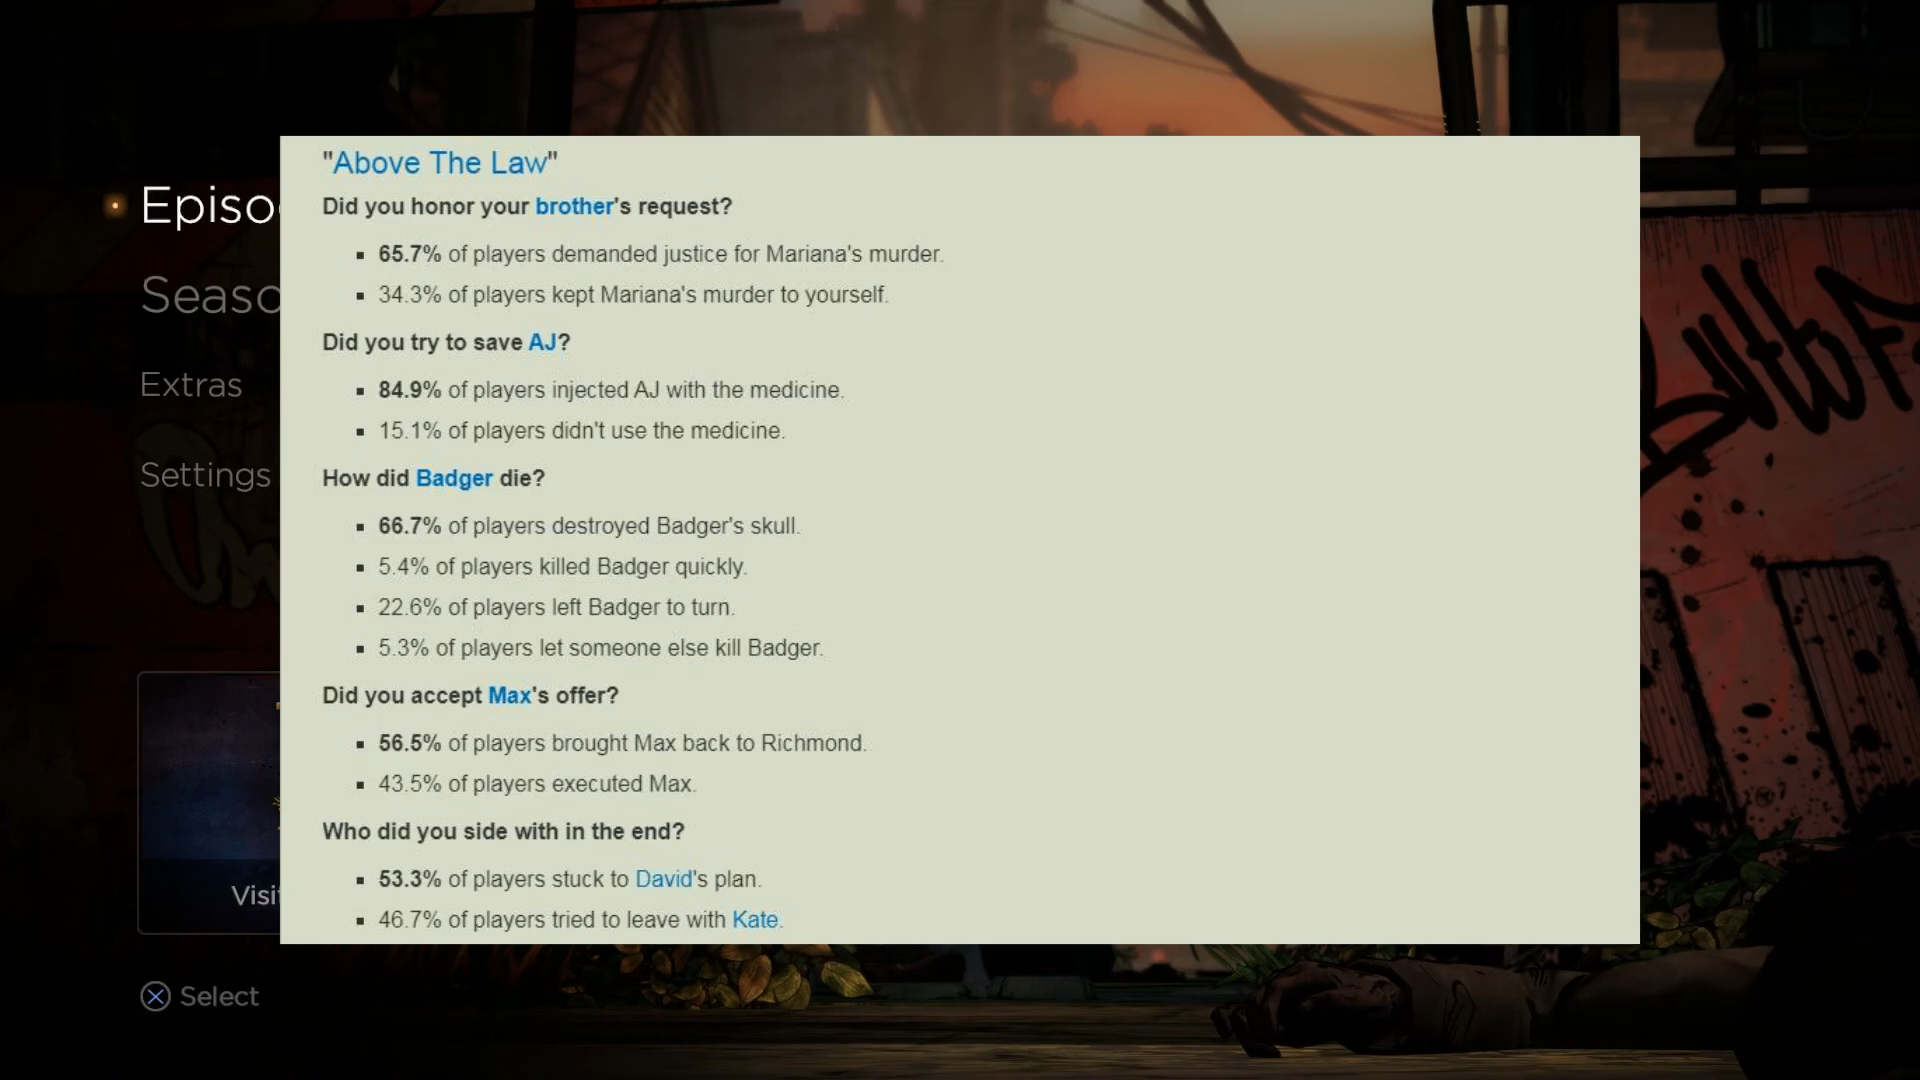 "Above The Law"
Did you honor your brother's request?
65.7% of players demanded justice for Mariana's murder.
34.3% of players kept Mariana's murder to yourself.
Did you try to save AJ?
84.9% of players injected AJ with the medicine.
15.1% of players didn't use the medicine.
How did Badger die?
66.7% of players destroyed Badger's skull.
5.4% of players killed Badger quickly.
22.6% of players left Badger to turn.
5.3% of players let someone else kill Badger.
Did you accept Max's offer?
56.5% of players brought Max back to Richmond.
43.5% of players executed Max.
Who did you side with in the end?
53.3% of players stuck to David's plan.
46.7% of players tried to leave with Kate.
Episo
Seaso
Extras
Settings
Visi
Select